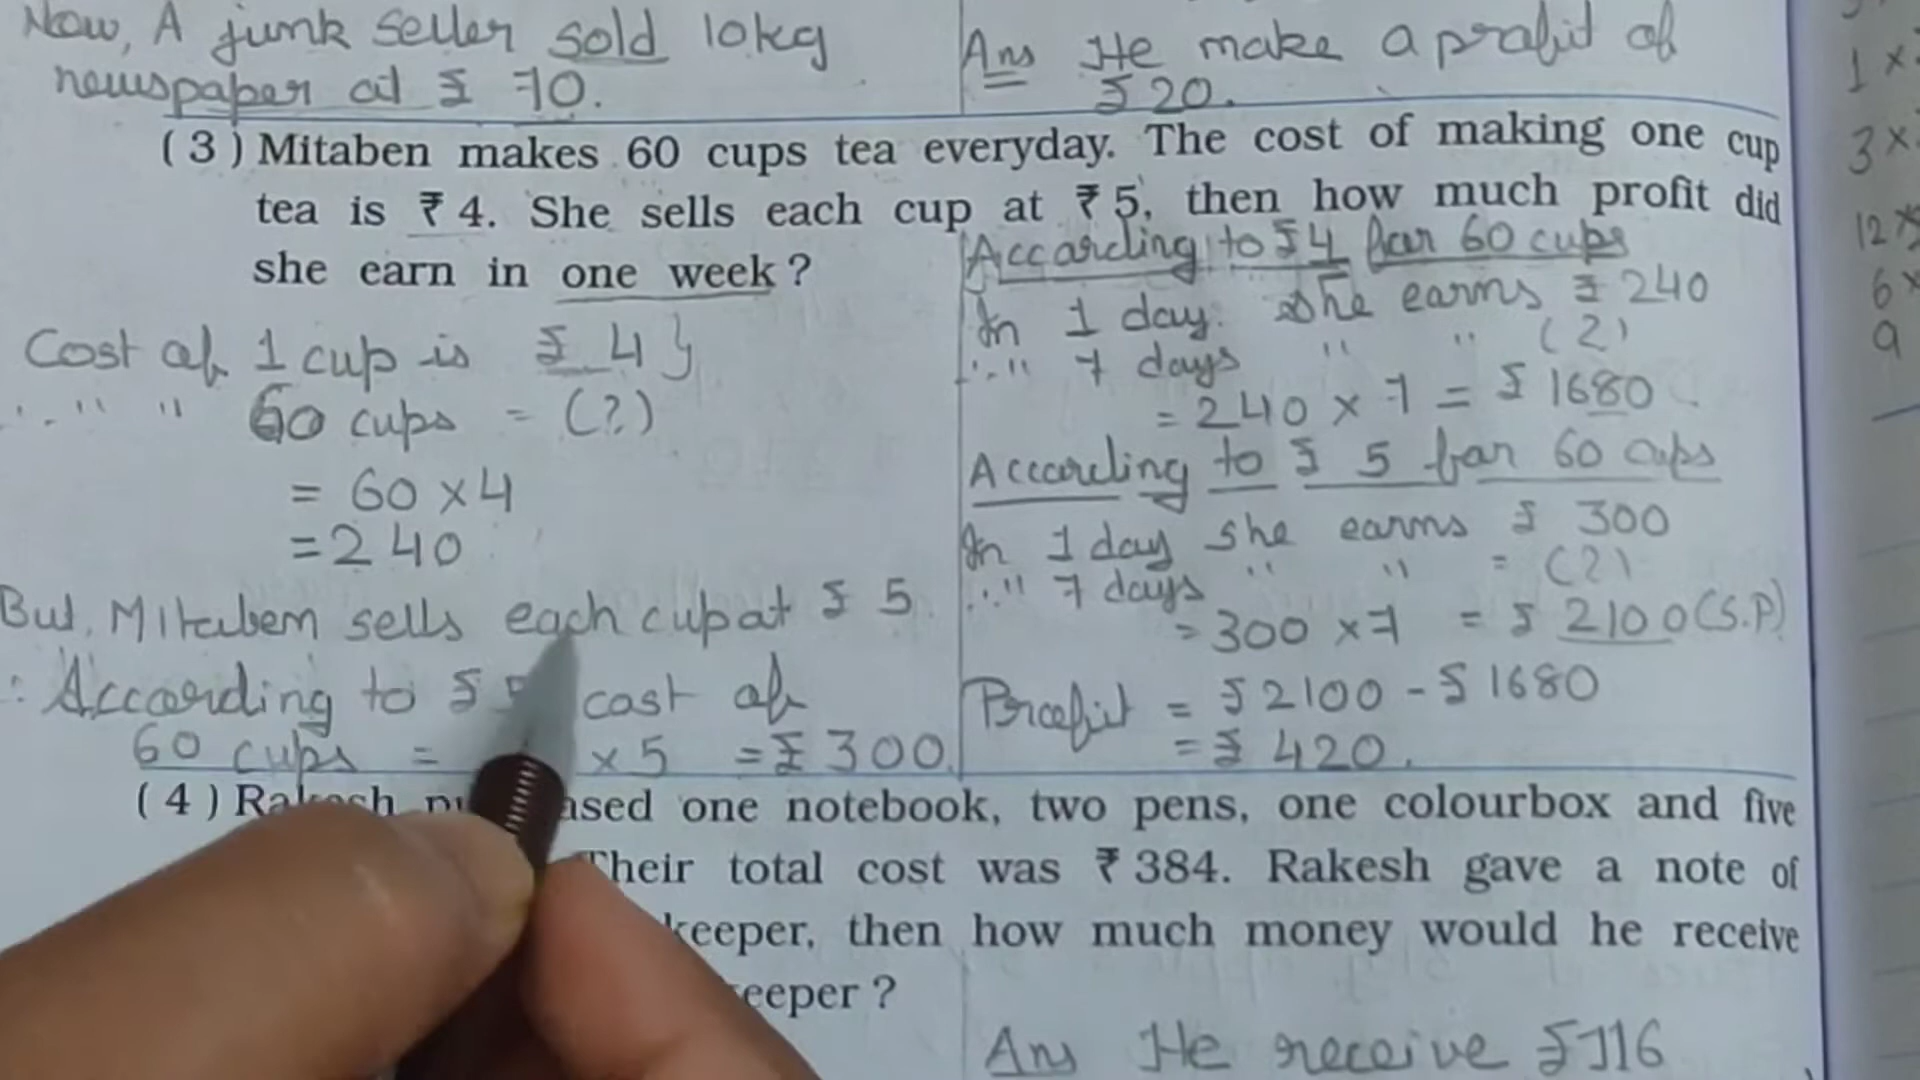 Now, A junk seller sold 10kg
newspaper at ₹ 70.
Ans He make a profit of
₹20.
(3) Mitaben makes 60 cups tea everyday. The cost of making one cup
tea is ₹ 4. She sells each cup at ₹ 5, then how much profit did
she earn in one week ?
Cost of 1 cup is ₹ 4 }
∴ " " 60 cups = (?)
= 60 × 4
= 240
But, Mitaben sells each cup at ₹ 5
∴ According to ₹ 5 cost of
60 cups = × 5 = ₹ 300
According to ₹ 4 for 60 cups
In 1 day she earns ₹ 240
∴ " 7 days " " (?)
= 240 × 7 = ₹ 1680
According to ₹ 5 for 60 cups
In 1 day she earns ₹ 300
∴ " 7 days " " = (?)
= 300 × 7 = ₹ 2100 (S.P)
Profit = ₹ 2100 - ₹ 1680
= ₹ 420.
(4) one notebook, two pens, one colourbox and five
Their total cost was ₹ 384. Rakesh gave a note of
keeper, then how much money would he receive
eeper ?
Ans He receive ₹ 116
1 ×
3 ×
12 ×
6 ×
9